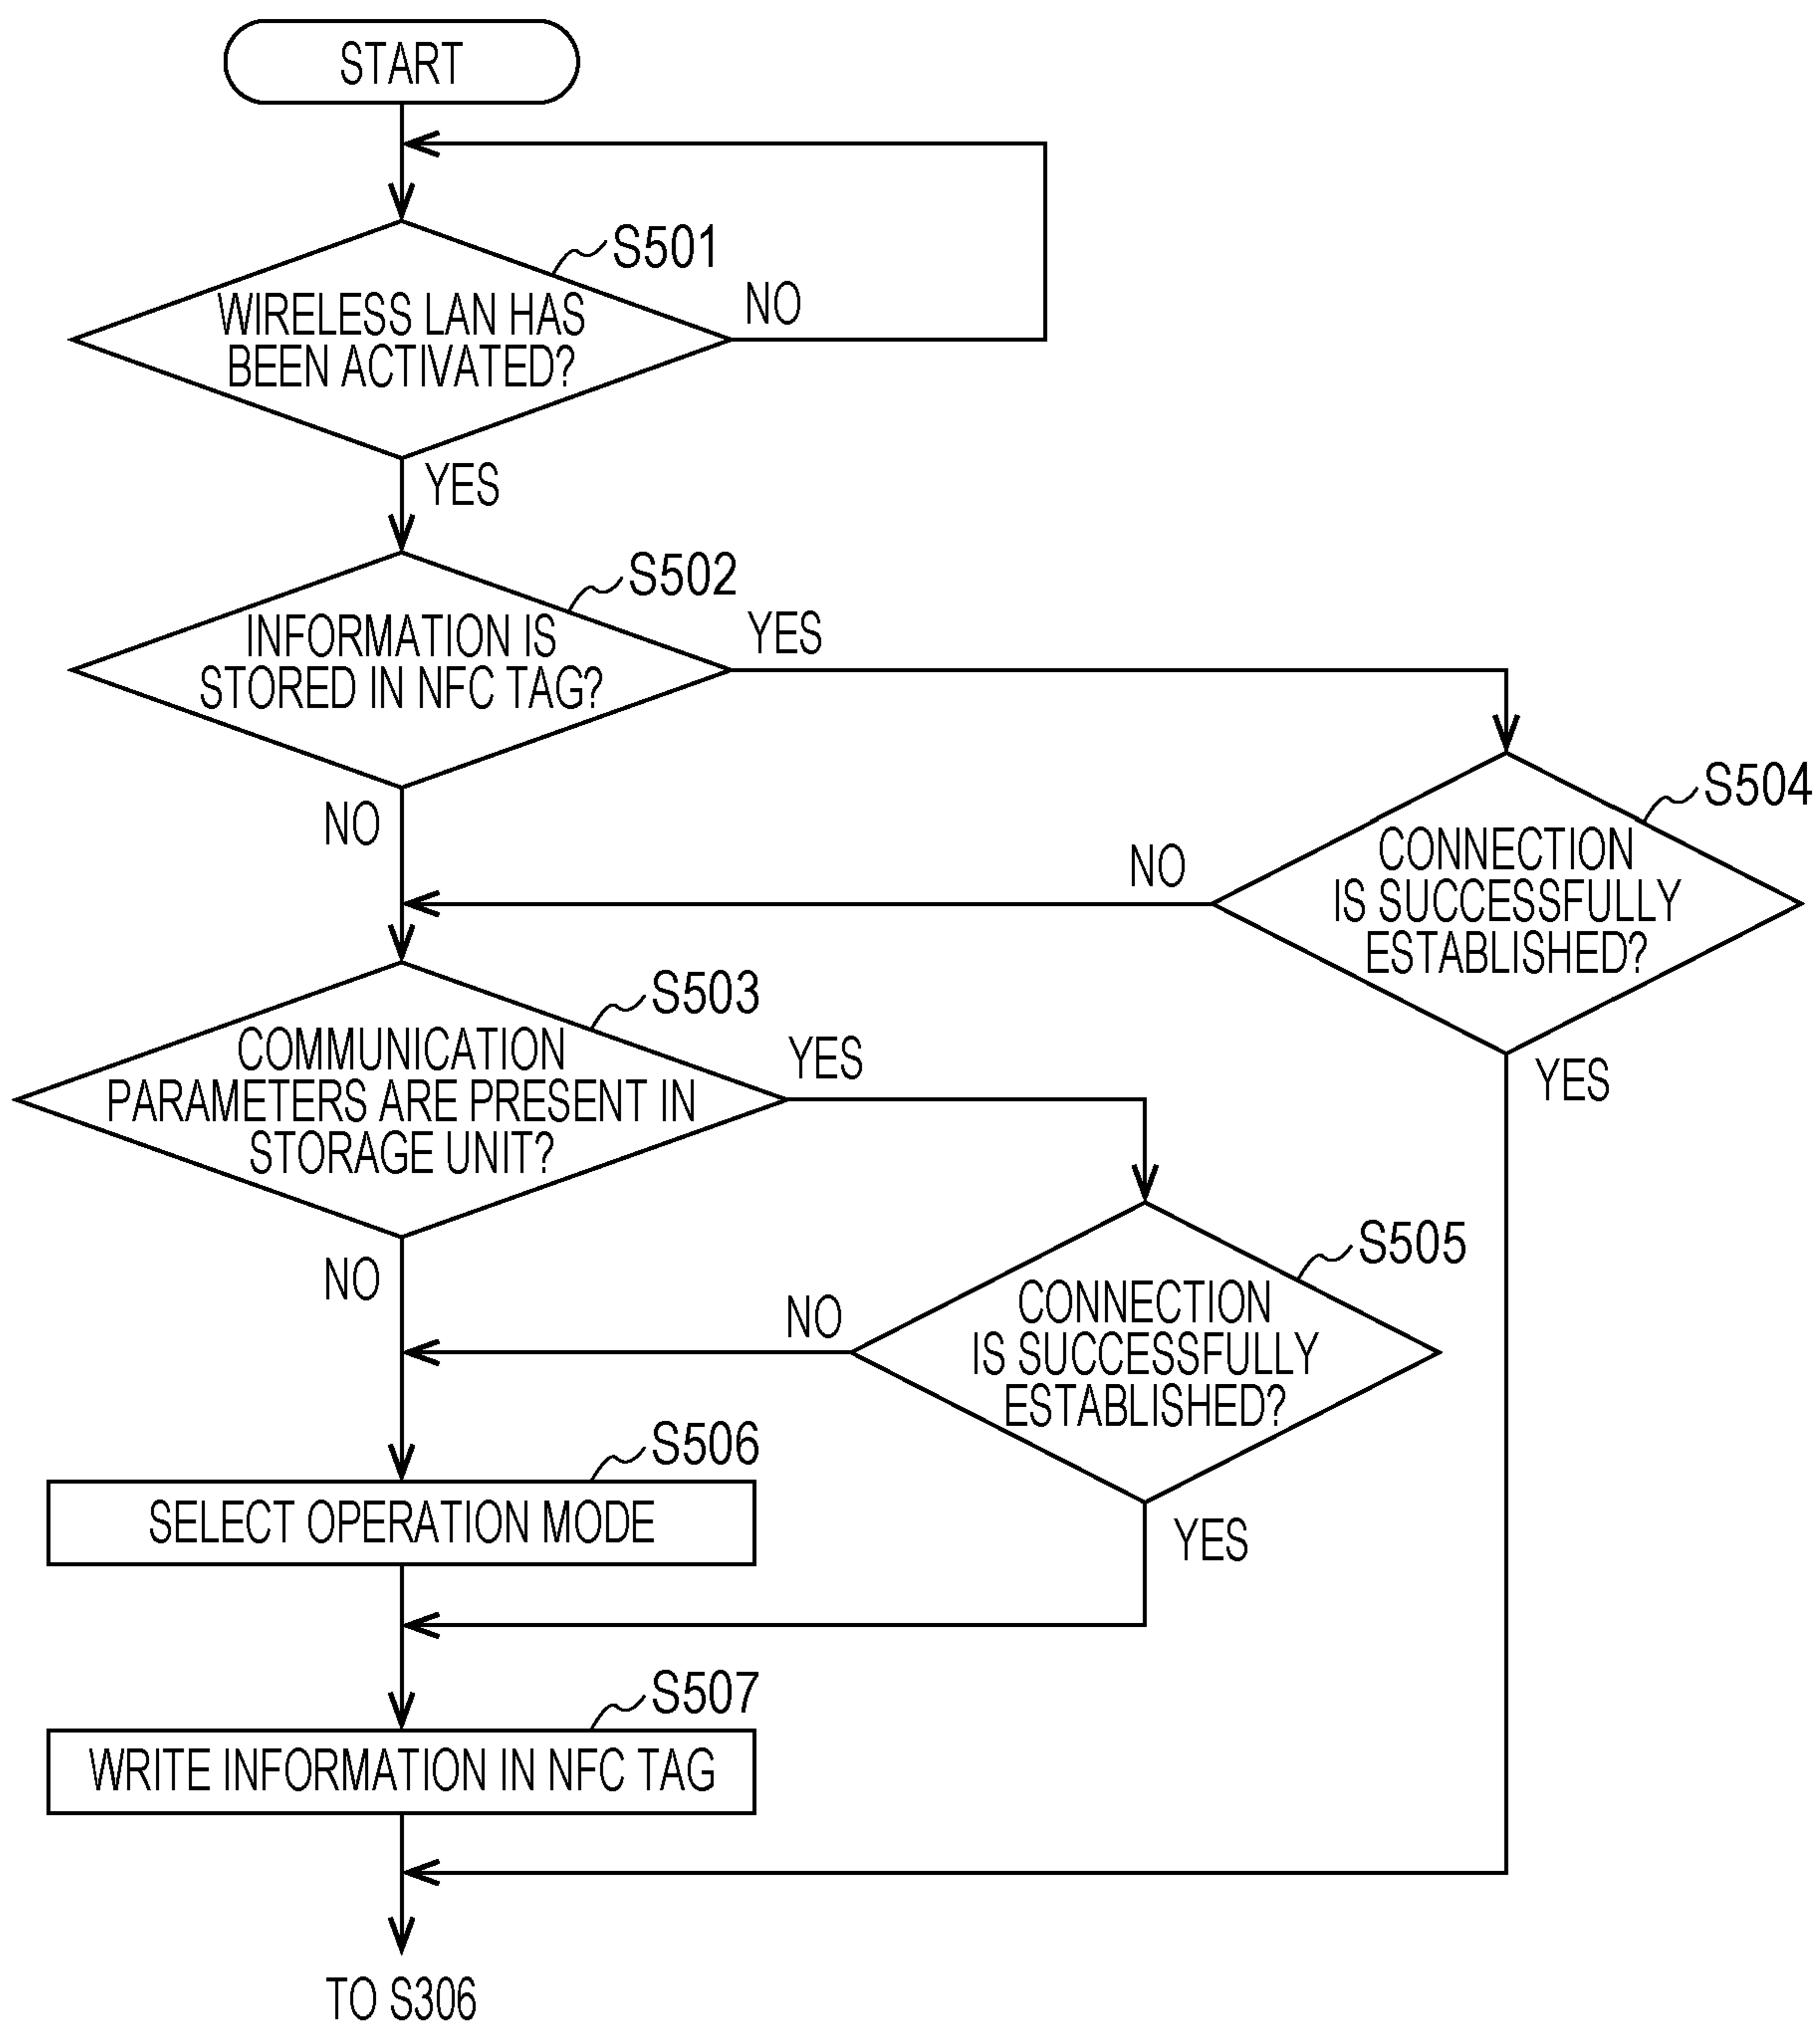 START
S501
WIRELESS LAN HAS
BEEN ACTIVATED?
NO
YES
S502
INFORMATION IS
STORED IN NFC TAG?
YES
NO
S504
CONNECTION
IS SUCCESSFULLY
ESTABLISHED?
NO
YES
S503
COMMUNICATION
PARAMETERS ARE PRESENT IN
STORAGE UNIT?
YES
NO
S505
CONNECTION
IS SUCCESSFULLY
ESTABLISHED?
NO
YES
S506
SELECT OPERATION MODE
S507
WRITE INFORMATION IN NFC TAG
TO S306